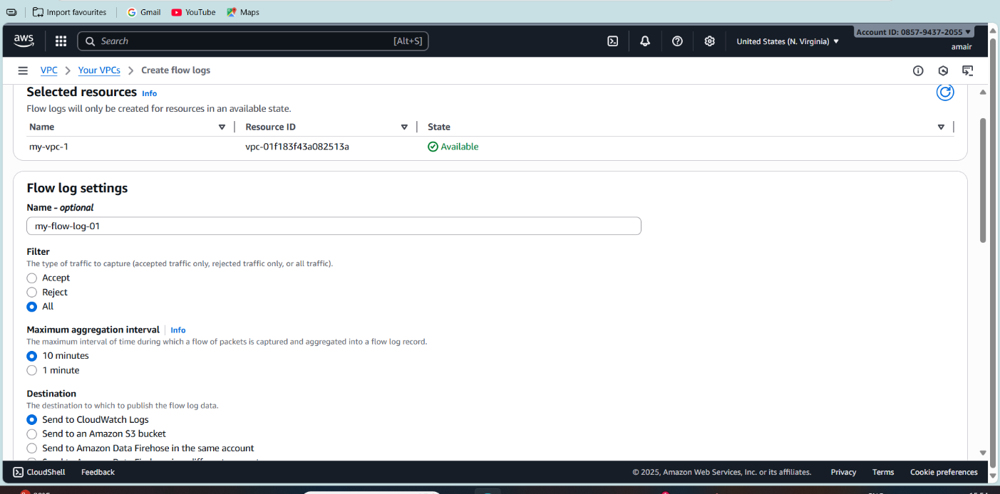 Import favourites Gmail YouTube Maps
aws Search [Alt+S] United States (N. Virginia) Account ID: 0857-9437-2055
amair
VPC Your VPCs Create flow logs
Selected resources Info
Flow logs will only be created for resources in an available state.
Name Resource ID State
my-vpc-1 vpc-01f183f43a082513a Available
Flow log settings
Name - optional
my-flow-log-01
Filter
The type of traffic to capture (accepted traffic only, rejected traffic only, or all traffic).
Accept
Reject
All
Maximum aggregation interval Info
The maximum interval of time during which a flow of packets is captured and aggregated into a flow log record.
10 minutes
1 minute
Destination
The destination to which to publish the flow log data.
Send to CloudWatch Logs
Send to an Amazon S3 bucket
Send to Amazon Data Firehose in the same account
CloudShell Feedback © 2025, Amazon Web Services, Inc. or its affiliates. Privacy Terms Cookie preferences